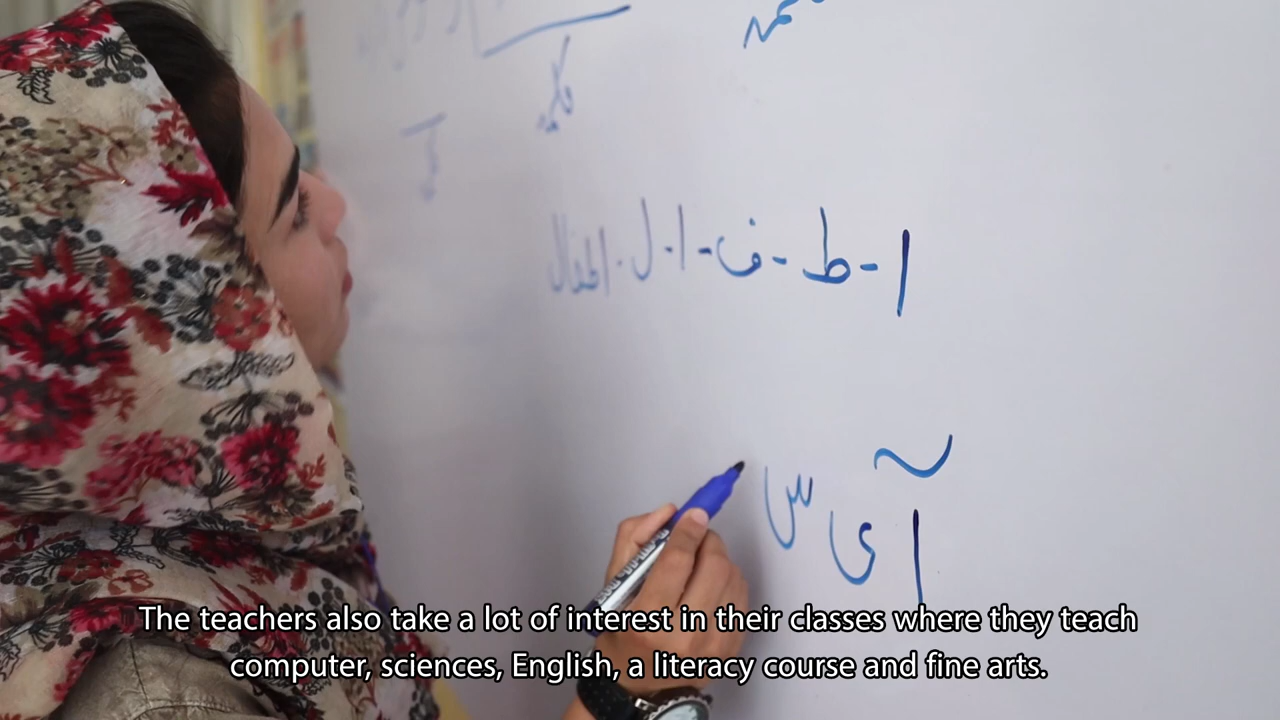 ا - ط - ف - ا - ل - اطفال
آ ی س
The teachers also take a lot of interest in their classes where they teach
computer, sciences, English, a literacy course and fine arts.